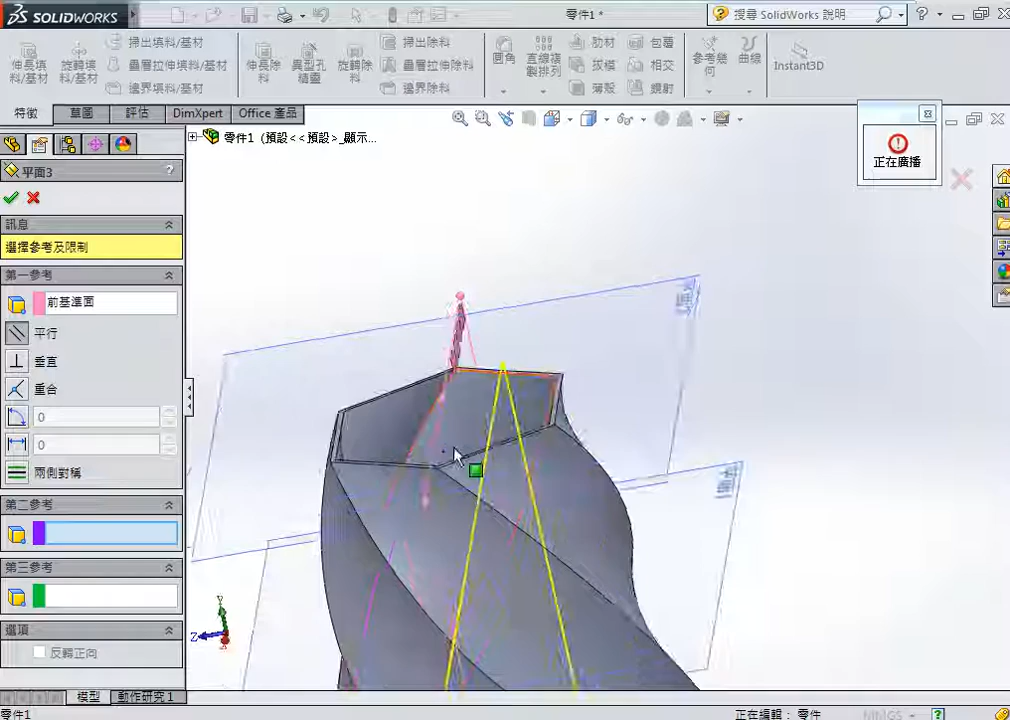 SOLIDWORKS
零件1 *
搜尋 SolidWorks 說明
伸長填料/基材
旋轉填料/基材
掃出填料/基材
疊層拉伸填料/基材
邊界填料/基材
伸長除料
異型孔精靈
旋轉除料
掃出除料
疊層拉伸除料
邊界除料
圓角
直線複製排列
肋材
拔模
薄殼
包覆
相交
鏡射
參考幾何
曲線
Instant3D
特徵
草圖
評估
DimXpert
Office 產品
零件1 (預設<<預設>_顯示...
正在廣播
平面3
?
訊息
選擇參考及限制
第一參考
前基準面
平行
垂直
重合
0
0
兩側對稱
第二參考
第三參考
選項
反轉正向
Y
Z
模型
動作研究 1
零件1
正在編輯: 零件
MMGS